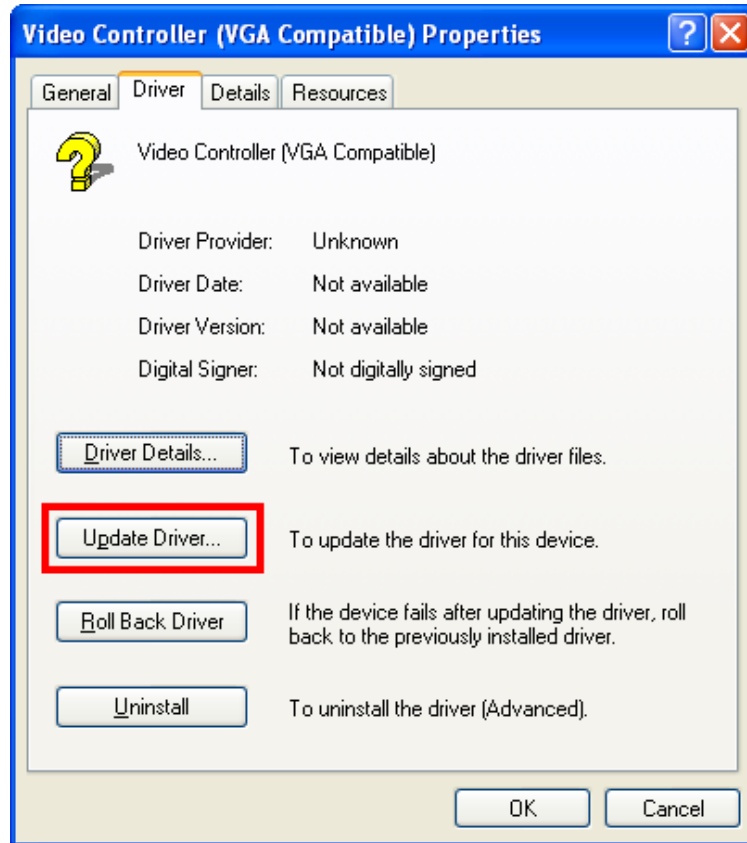 Video Controller (VGA Compatible) Properties
General Driver Details Resources
Video Controller (VGA Compatible)
Driver Provider: Unknown
Driver Date: Not available
Driver Version: Not available
Digital Signer: Not digitally signed
Driver Details... To view details about the driver files.
Update Driver... To update the driver for this device.
Roll Back Driver If the device fails after updating the driver, roll
back to the previously installed driver.
Uninstall To uninstall the driver (Advanced).
OK Cancel